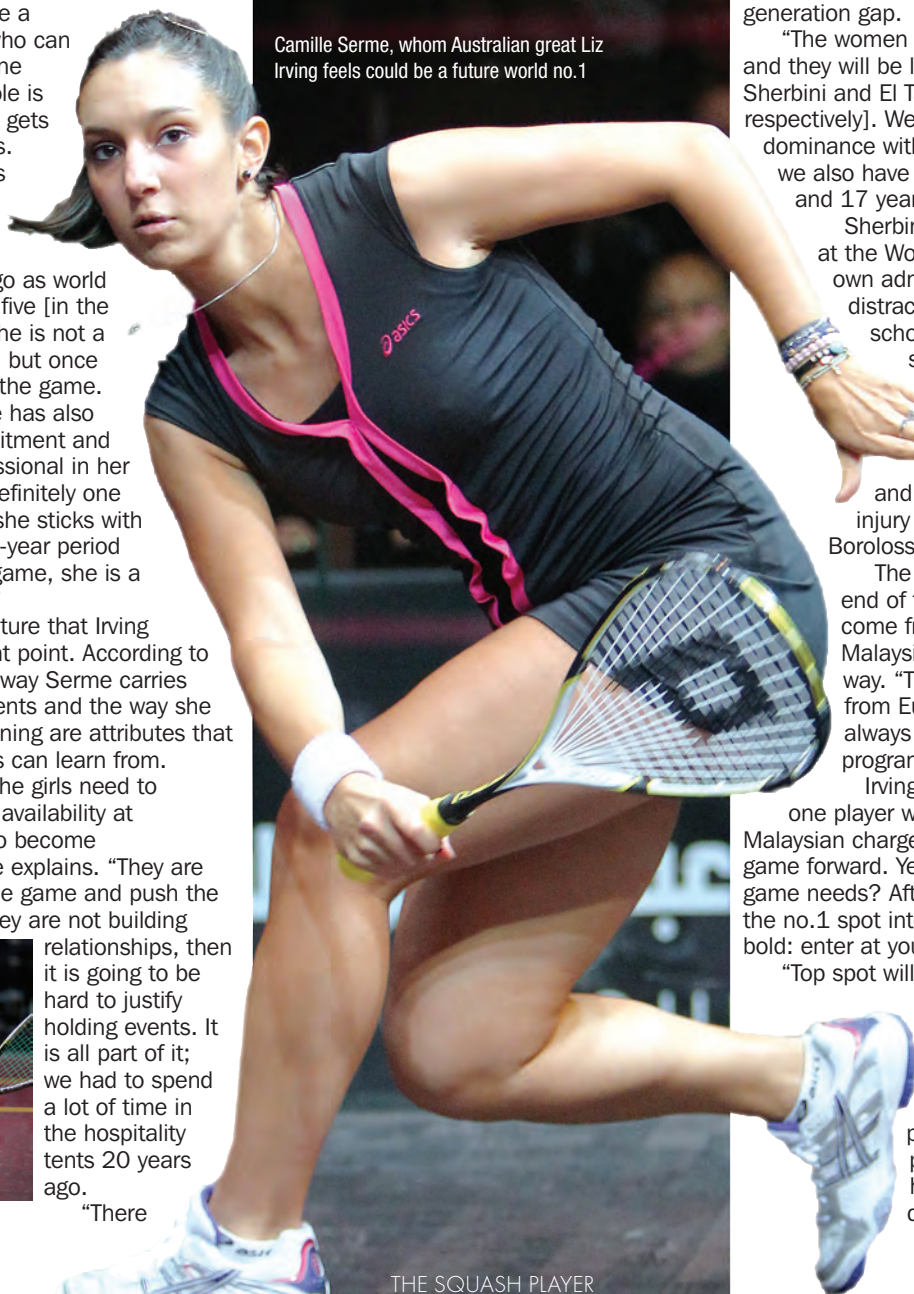 Camille Serme, whom Australian great Liz
Irving feels could be a future world no.1
e a
who can
ne
ple is
gets
s.
s
go as world
five [in the
he is not a
but once
the game.
e has also
itment and
ssional in her
efinitely one
she sticks with
-year period
game, she is a
ture that Irving
nt point. According to
way Serme carries
ents and the way she
ning are attributes that
s can learn from.
he girls need to
availability at
o become
e explains. “They are
e game and push the
ey are not building
relationships, then
it is going to be
hard to justify
holding events. It
is all part of it;
we had to spend
a lot of time in
the hospitality
tents 20 years
ago.
“There
asics
generation gap.
“The women
and they will be l
Sherbini and El T
respectively]. We
dominance with
we also have
and 17 year
Sherbin
at the Wo
own adm
distrac
scho
s
and
injury
Boroloss
The
end of t
come fr
Malaysi
way. “T
from Eu
always
program
Irving
one player w
Malaysian charge
game forward. Ye
game needs? Aft
the no.1 spot int
bold: enter at you
“Top spot will
p
p
h
c
asics
THE SQUASH PLAYER